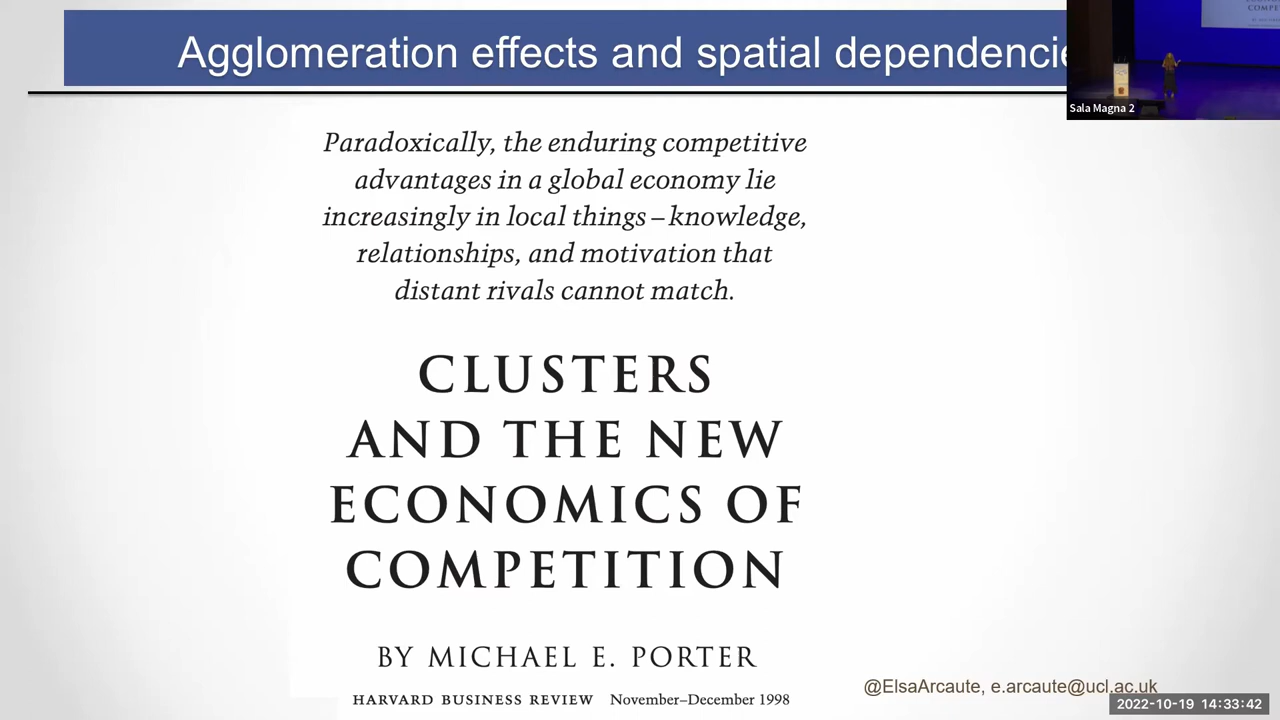 Agglomeration effects and spatial dependencie
COMPE
Sala Magna 2
Paradoxically, the enduring competitive
advantages in a global economy lie
increasingly in local things – knowledge,
relationships, and motivation that
distant rivals cannot match.
CLUSTERS
AND THE NEW
ECONOMICS OF
COMPETITION
BY MICHAEL E. PORTER
HARVARD BUSINESS REVIEW November–December 1998
@ElsaArcaute, e.arcaute@ucl.ac.uk
2022-10-19 14:33:42